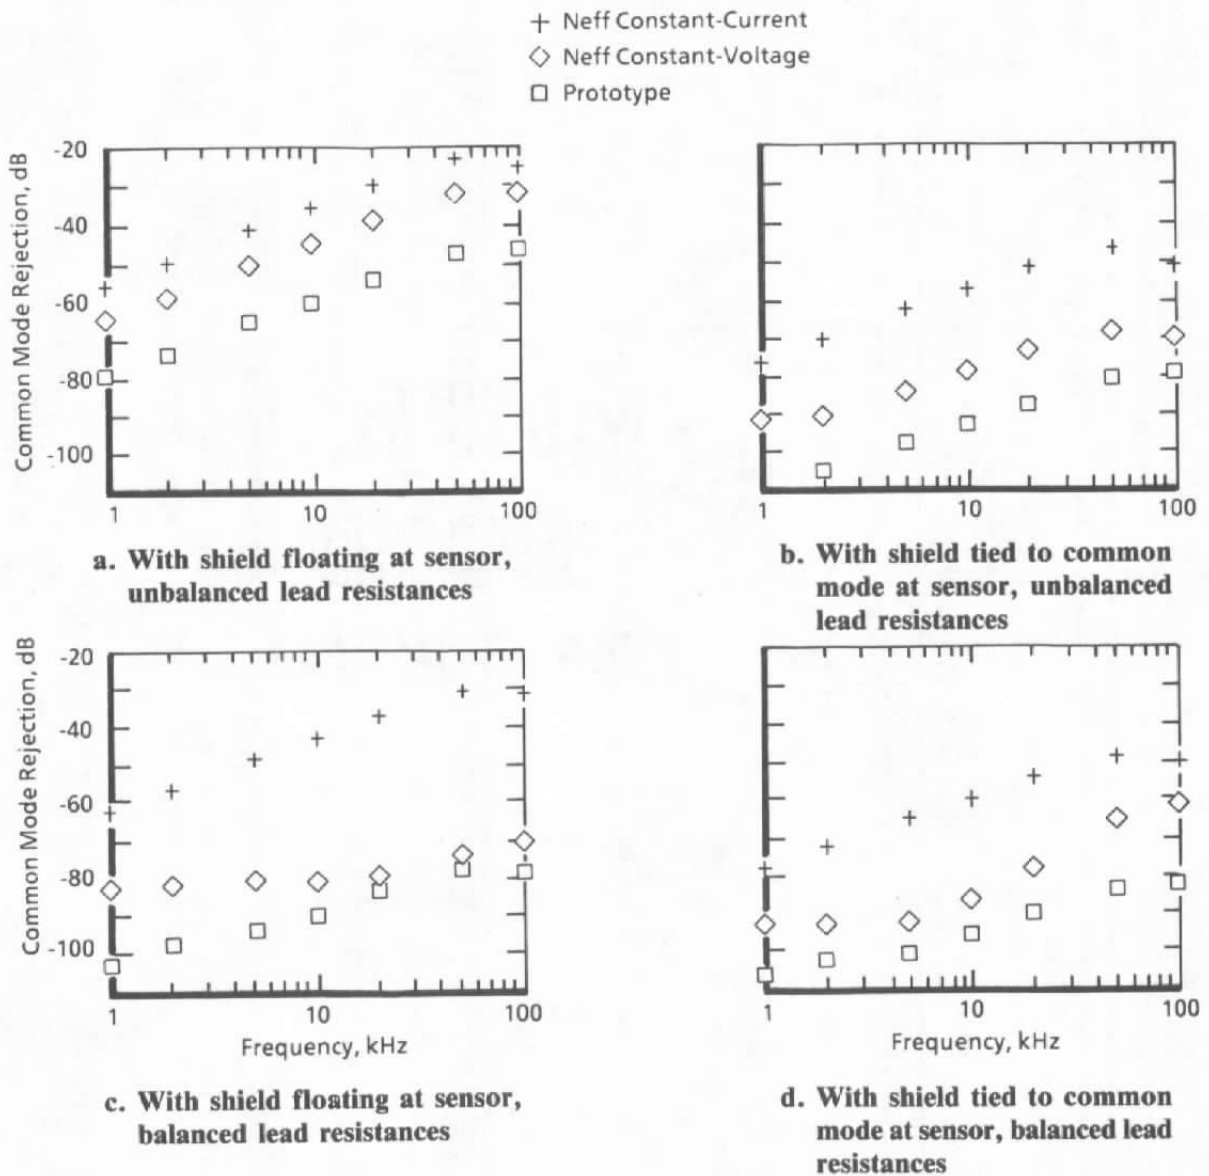 Neff Constant-Current
Neff Constant-Voltage
Prototype
Common Mode Rejection, dB
-20
-40
-60
-80
-100
1
10
100
a. With shield floating at sensor,
unbalanced lead resistances
1
10
100
b. With shield tied to common
mode at sensor, unbalanced
lead resistances
Common Mode Rejection, dB
-20
-40
-60
-80
-100
1
10
100
Frequency, kHz
c. With shield floating at sensor,
balanced lead resistances
1
10
100
Frequency, kHz
d. With shield tied to common
mode at sensor, balanced lead
resistances